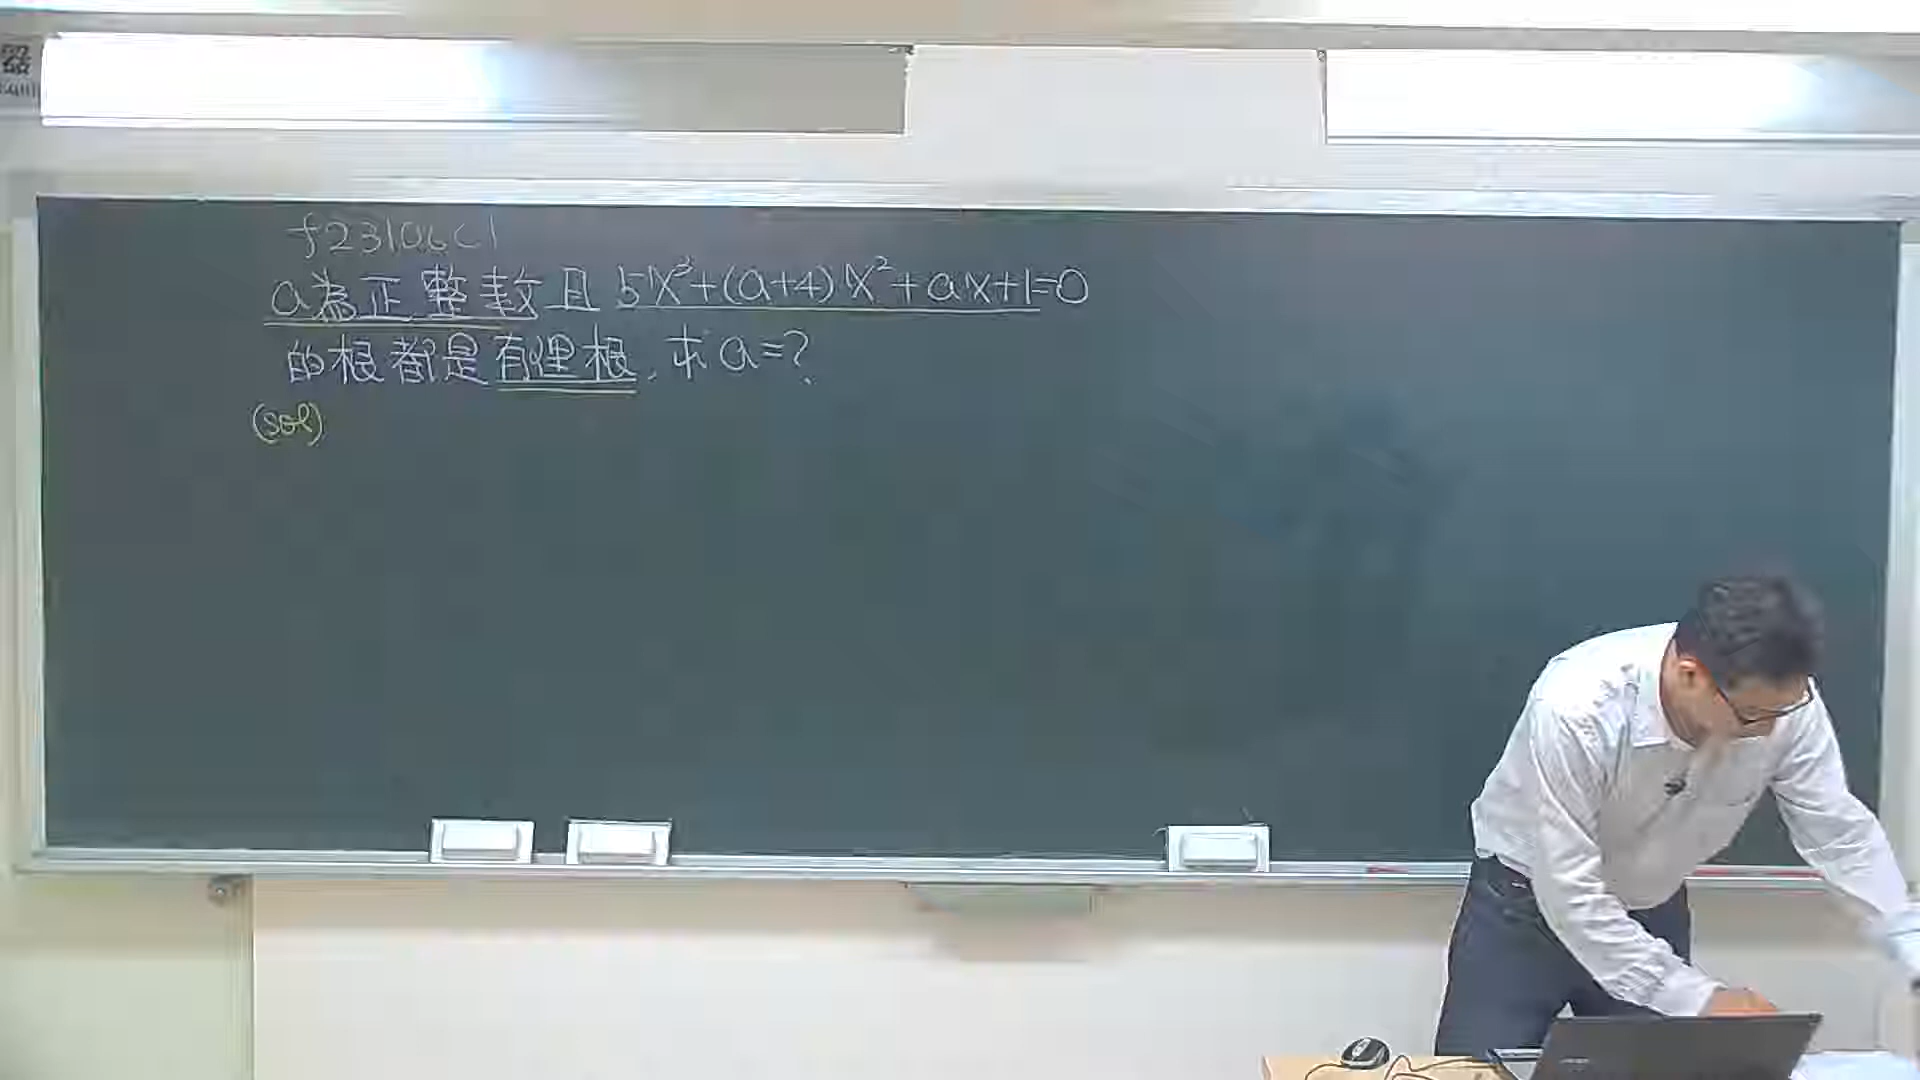 f23106C1
a為正整數且 5x³+(a+4)x²+ax+1=0
的根都是有理根, 求a=?
(sol)
器